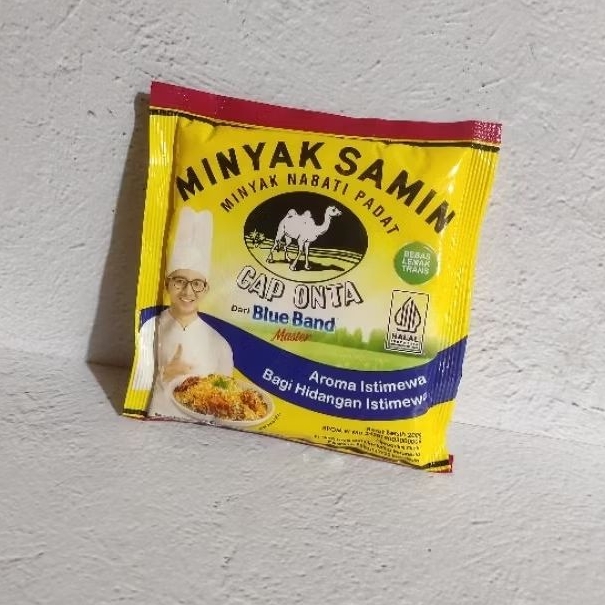 MINYAK SAMIN
MINYAK NABATI PADAT
CAP ONTA
Dari Blue Band
Master
BEBAS
LEMAK
TRANS
HALAL
INDONESIA
Aroma Istimewa
Bagi Hidangan Istimewa